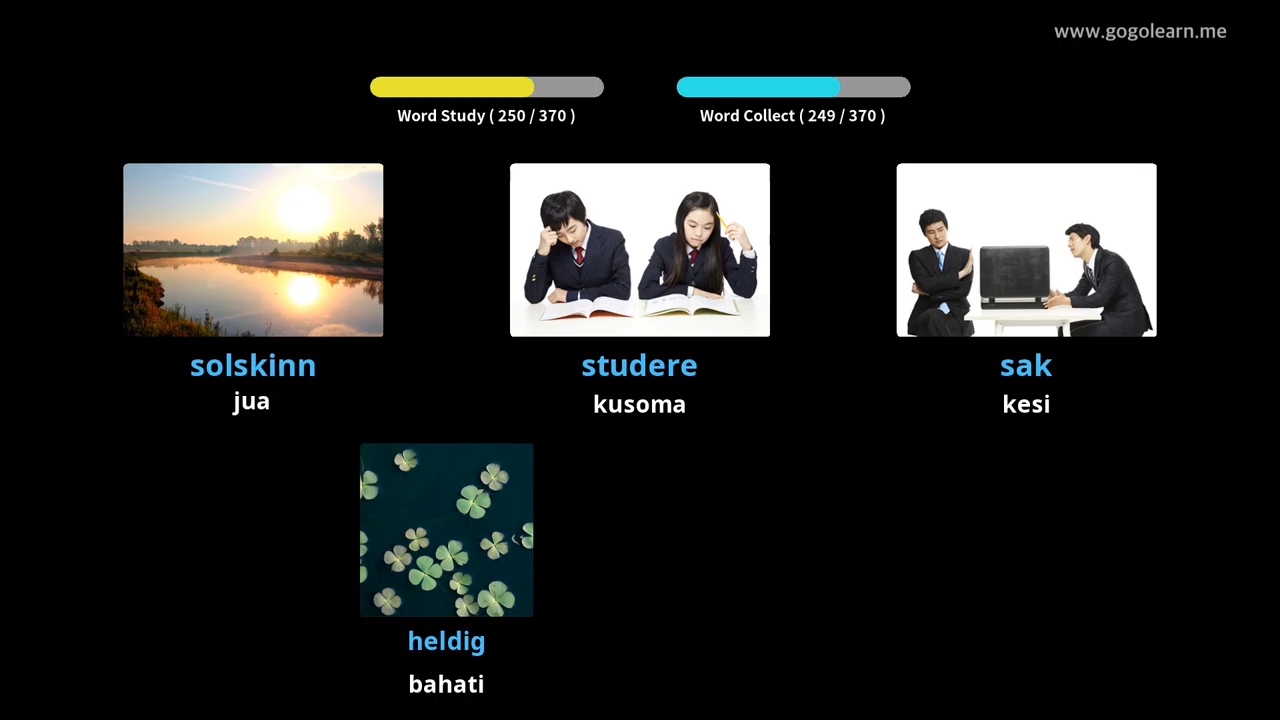 www.gogolearn.me
Word Study ( 250 / 370 )
Word Collect ( 249 / 370 )
solskinn
jua
studere
kusoma
sak
kesi
heldig
bahati